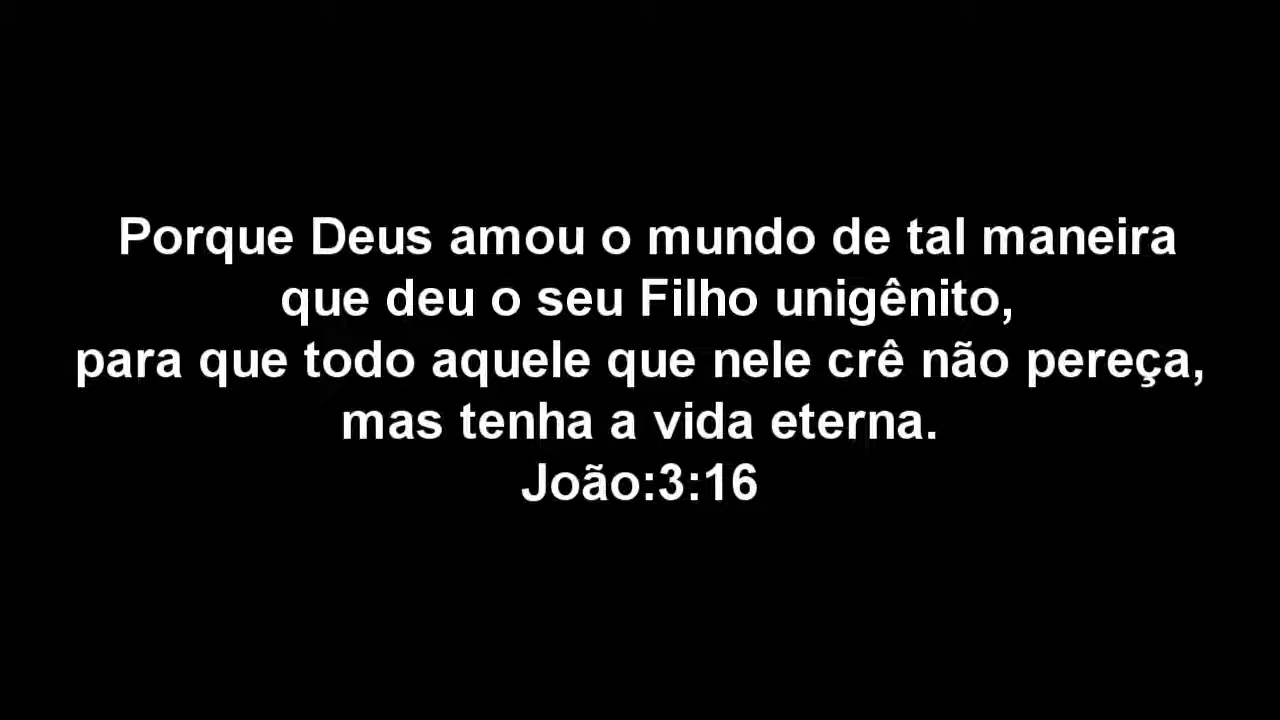 Porque Deus amou o mundo de tal maneira
que deu o seu Filho unigênito,
para que todo aquele que nele crê não pereça,
mas tenha a vida eterna.
João:3:16